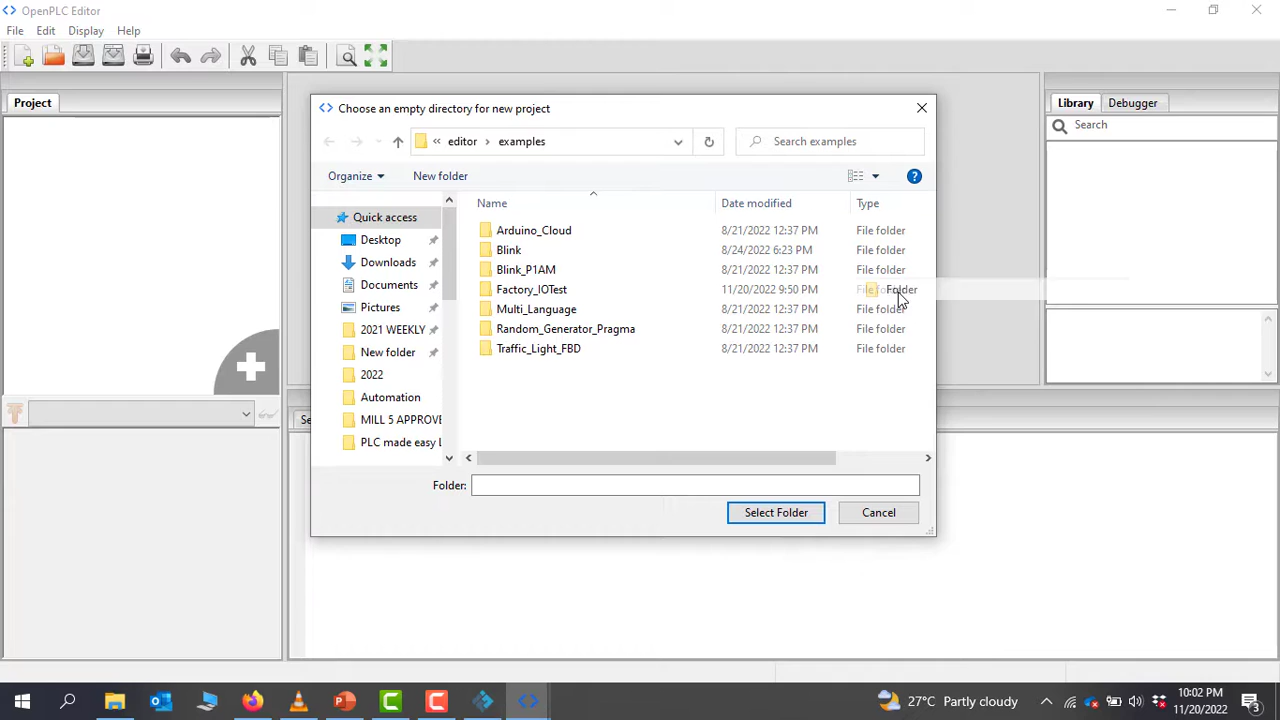 OpenPLC Editor
File Edit Display Help
Project
Library Debugger
Search
Choose an empty directory for new project
« editor › examples
Search examples
Organize New folder
Name Date modified Type
Quick access
Desktop
Downloads
Documents
Pictures
2021 WEEKLY
New folder
2022
Automation
MILL 5 APPROVE
PLC made easy L
Arduino_Cloud 8/21/2022 12:37 PM File folder
Blink 8/24/2022 6:23 PM File folder
Blink_P1AM 8/21/2022 12:37 PM File folder
Factory_IOTest 11/20/2022 9:50 PM File Folder
Multi_Language 8/21/2022 12:37 PM File folder
Random_Generator_Pragma 8/21/2022 12:37 PM File folder
Traffic_Light_FBD 8/21/2022 12:37 PM File folder
Se
Folder:
Select Folder Cancel
27°C Partly cloudy
10:02 PM
11/20/2022
3